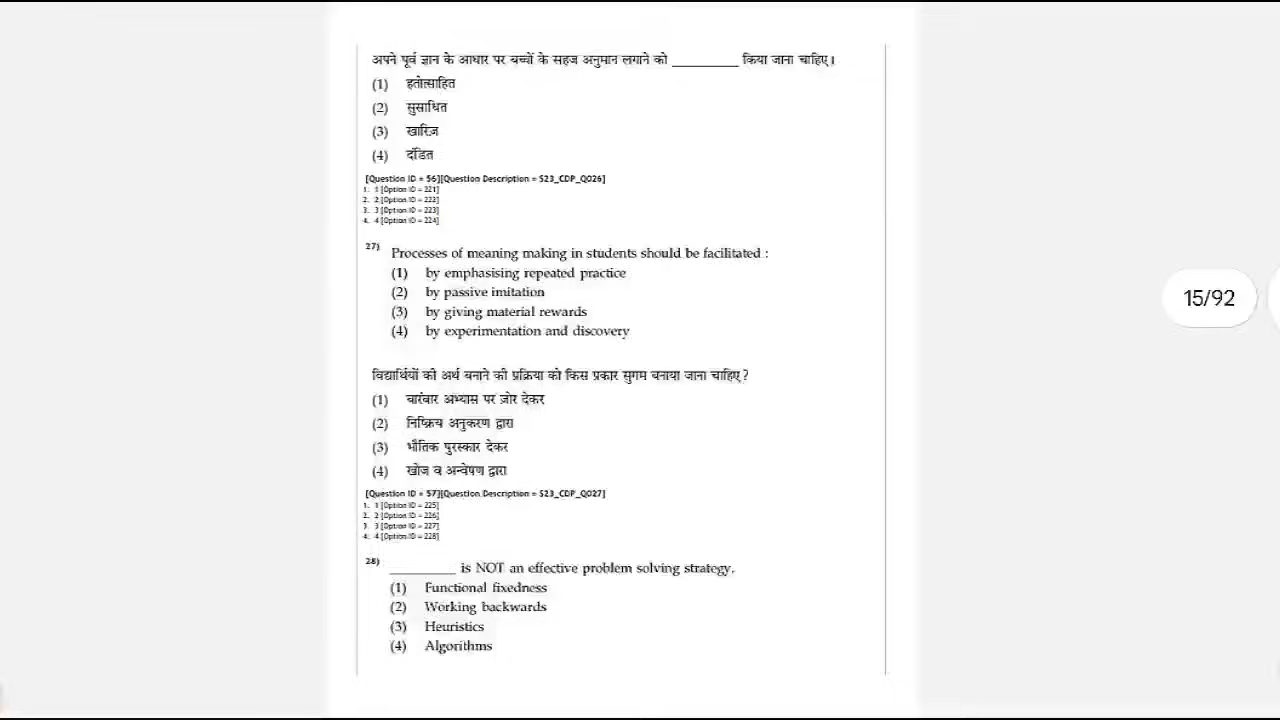 अपने पूर्व ज्ञान के आधार पर बच्चों के सहज अनुमान लगाने को __________ किया जाना चाहिए।
(1) हतोत्साहित
(2) सुसाधित
(3) खारिज़
(4) दंडित
[Question ID = 56][Question Description = S23_CDP_Q026]
1. 1 [Option ID = 221]
2. 2 [Option ID = 222]
3. 3 [Option ID = 223]
4. 4 [Option ID = 224]
27) Processes of meaning making in students should be facilitated :
(1) by emphasising repeated practice
(2) by passive imitation
(3) by giving material rewards
(4) by experimentation and discovery
विद्यार्थियों की अर्थ बनाने की प्रक्रिया को किस प्रकार सुगम बनाया जाना चाहिए?
(1) बारंबार अभ्यास पर ज़ोर देकर
(2) निष्क्रिय अनुकरण द्वारा
(3) भौतिक पुरस्कार देकर
(4) खोज व अन्वेषण द्वारा
[Question ID = 57][Question Description = S23_CDP_Q027]
1. 1 [Option ID = 225]
2. 2 [Option ID = 226]
3. 3 [Option ID = 227]
4. 4 [Option ID = 228]
28) __________ is NOT an effective problem solving strategy.
(1) Functional fixedness
(2) Working backwards
(3) Heuristics
(4) Algorithms
15/92